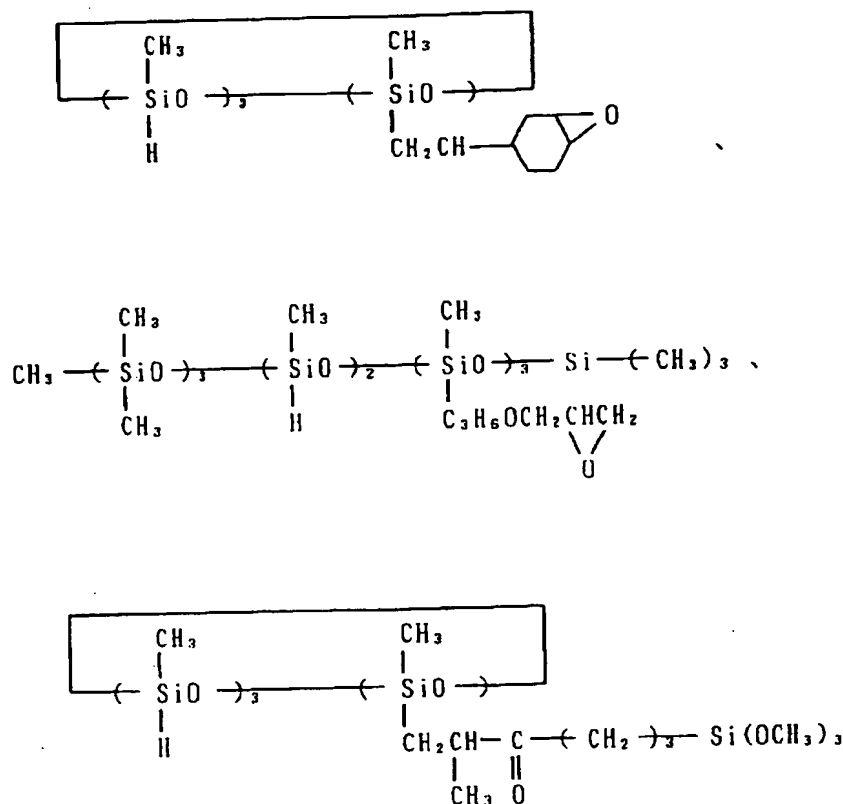 CH₃ CH₃
( SiO )₃ ( SiO )
H CH₂CH O
、
CH₃ CH₃ CH₃
CH₃ ( SiO )₃ ( SiO )₂ ( SiO )₃ Si ( CH₃ )₃ 、
CH₃ H C₃H₆OCH₂CHCH₂
O
CH₃ CH₃
( SiO )₃ ( SiO )
H CH₂CH C ( CH₂ )₃ Si(OCH₃)₃
CH₃ O